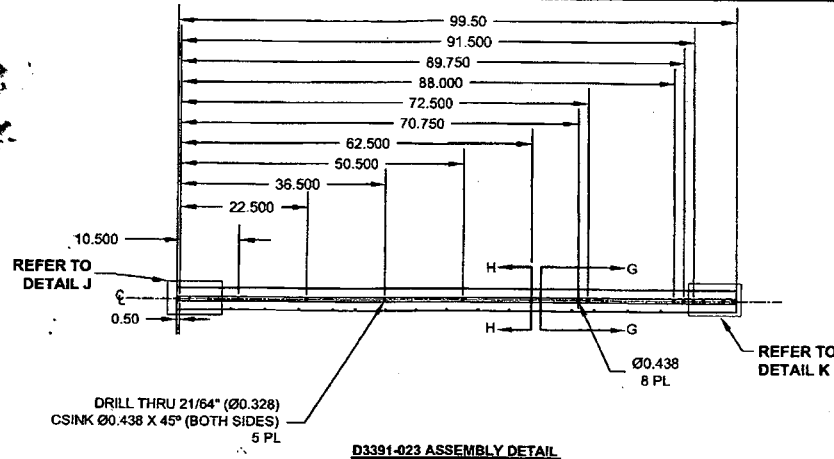 99.50
91.500
89.750
88.000
72.500
70.750
62.500
50.500
36.500
22.500
10.500
REFER TO
DETAIL J
H
G
℄
0.50
H
G
Ø0.438
8 PL
REFER TO
DETAIL K
DRILL THRU 21/64" (Ø0.328)
CSINK Ø0.438 X 45° (BOTH SIDES)
5 PL
D3391-023 ASSEMBLY DETAIL